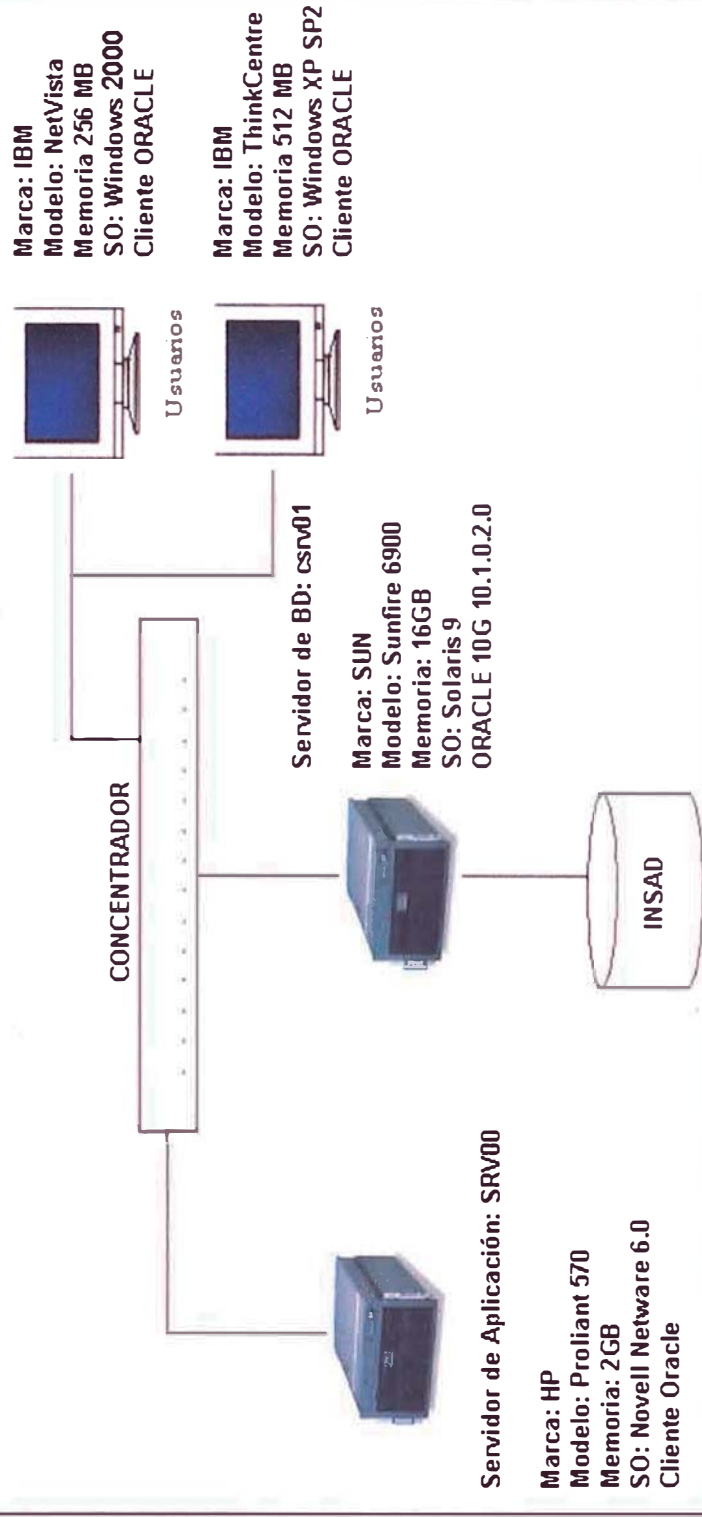 Marca: IBM
Modelo: NetVista
Memoria 256 MB
SO: Windows 2000
Cliente ORACLE
Usuarios
Marca: IBM
Modelo: ThinkCentre
Memoria 512 MB
SO: Windows XP SP2
Cliente ORACLE
Usuarios
CONCENTRADOR
Servidor de BD: csrv01
Marca: SUN
Modelo: Sunfire 6900
Memoria: 16GB
SO: Solaris 9
ORACLE 10G 10.1.0.2.0
INSAD
Servidor de Aplicación: SRV00
Marca: HP
Modelo: Proliant 570
Memoria: 2GB
SO: Novell Netware 6.0
Cliente Oracle